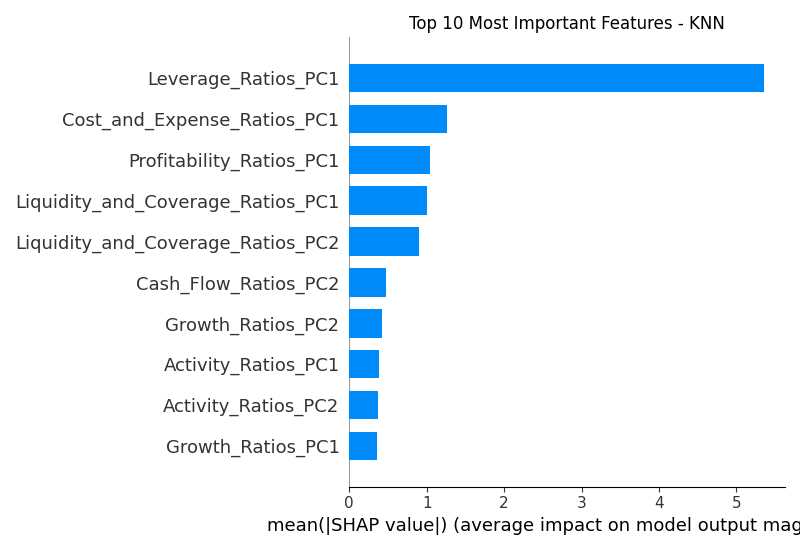 Top 10 Most Important Features - KNN
Leverage_Ratios_PC1
Cost_and_Expense_Ratios_PC1
Profitability_Ratios_PC1
Liquidity_and_Coverage_Ratios_PC1
Liquidity_and_Coverage_Ratios_PC2
Cash_Flow_Ratios_PC2
Growth_Ratios_PC2
Activity_Ratios_PC1
Activity_Ratios_PC2
Growth_Ratios_PC1
0 1 2 3 4 5
mean(|SHAP value|) (average impact on model output mag